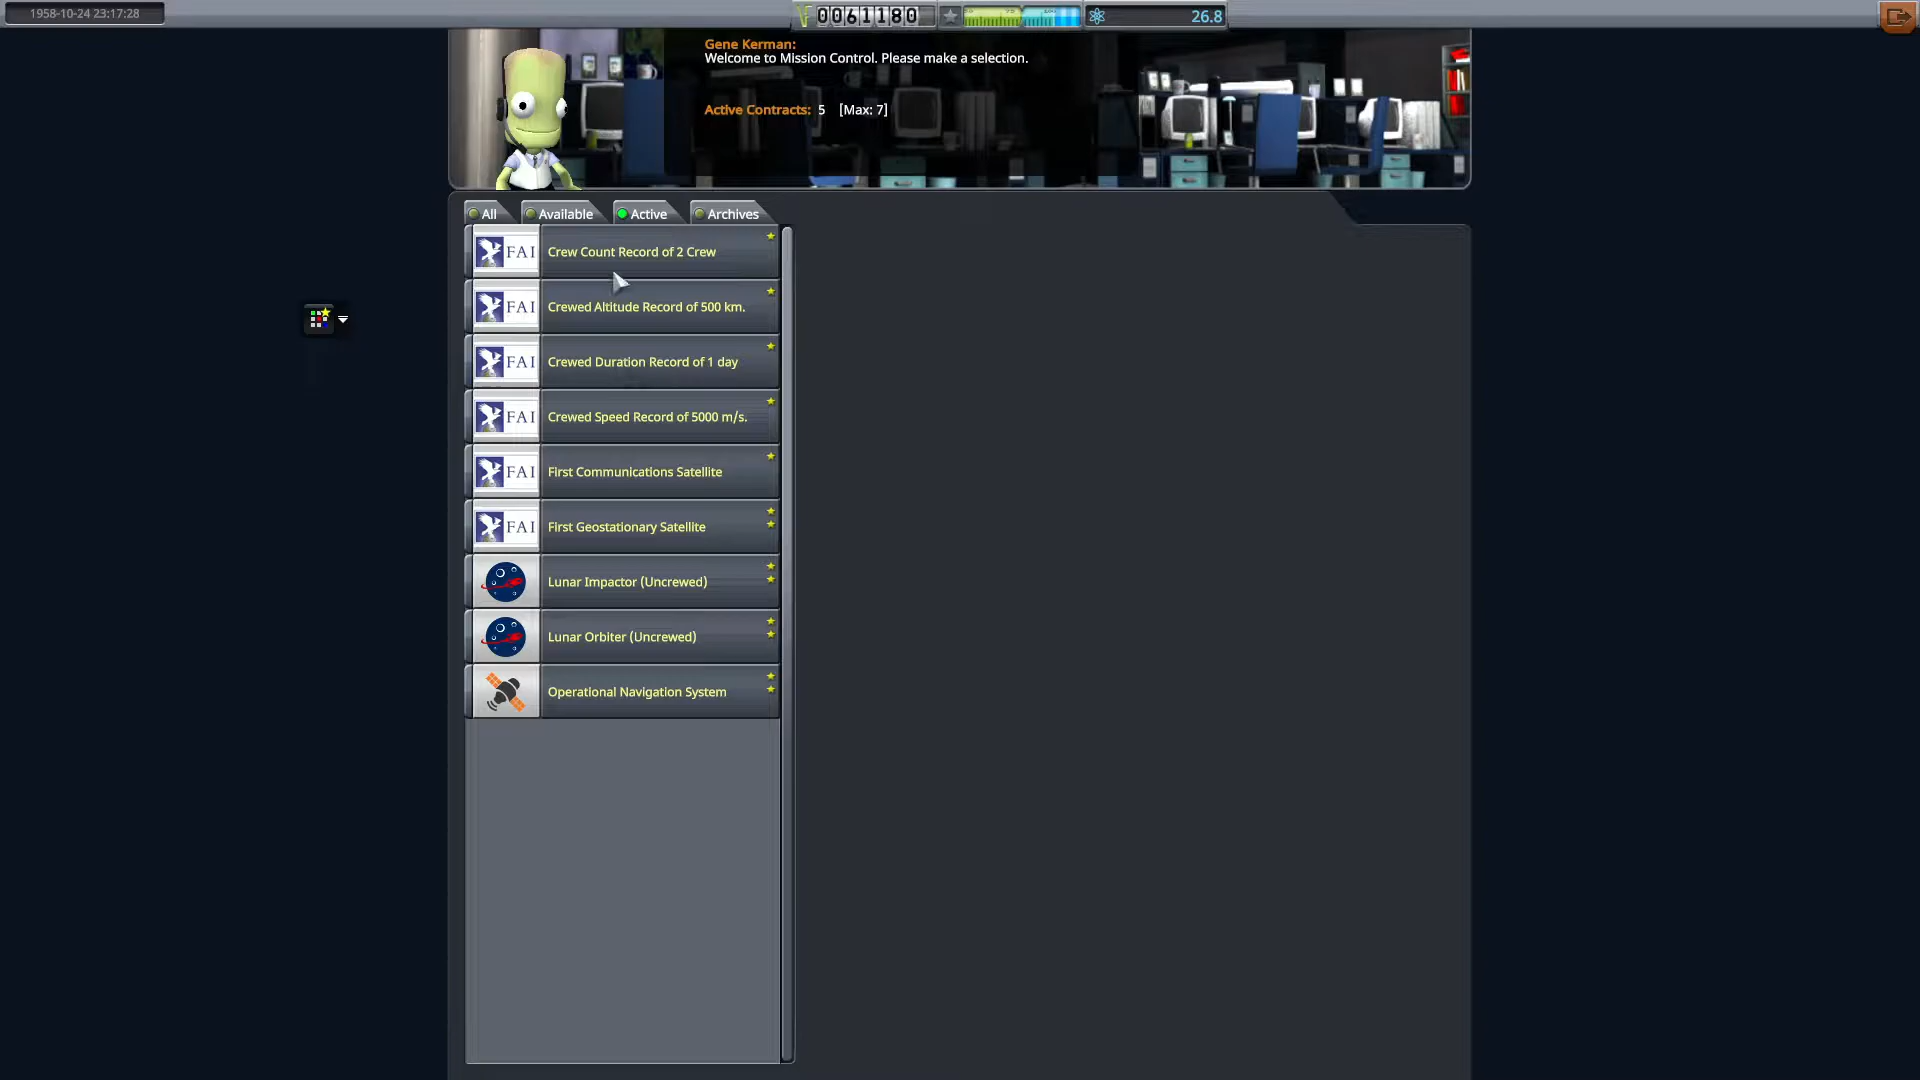 1958-10-24 23:17:28
0061180
26.8
Gene Kerman:
Welcome to Mission Control. Please make a selection.
Active Contracts: 5 [Max: 7]
All
Available
Active
Archives
FAI Crew Count Record of 2 Crew
FAI Crewed Altitude Record of 500 km.
FAI Crewed Duration Record of 1 day
FAI Crewed Speed Record of 5000 m/s.
FAI First Communications Satellite
FAI First Geostationary Satellite
Lunar Impactor (Uncrewed)
Lunar Orbiter (Uncrewed)
Operational Navigation System